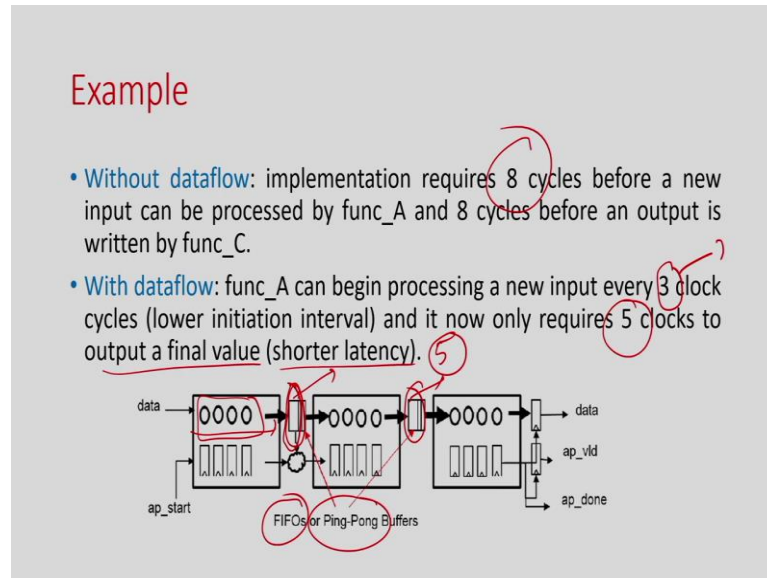 Example
• Without dataflow: implementation requires 8 cycles before a new
input can be processed by func_A and 8 cycles before an output is
written by func_C.
• With dataflow: func_A can begin processing a new input every 3 clock
cycles (lower initiation interval) and it now only requires 5 clocks to
output a final value (shorter latency). 5
data
data
ap_vld
ap_start
ap_done
FIFOs or Ping-Pong Buffers